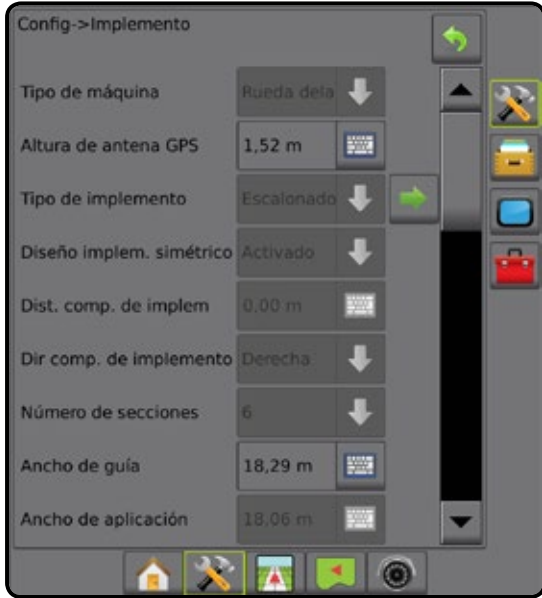 Config->Implemento
Tipo de máquina Rueda dela
Altura de antena GPS 1,52 m
Tipo de implemento Escalonado
Diseño implem. simétrico Activado
Dist. comp. de implem 0,00 m
Dir comp. de implemento Derecha
Número de secciones 6
Ancho de guía 18,29 m
Ancho de aplicación 18,06 m